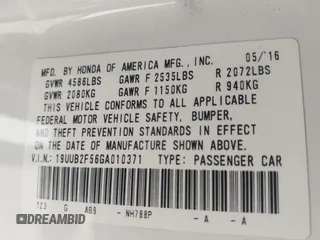 MFD. BY HONDA OF AMERICA MFG., INC. 05/'16
GVWR 4586LBS GAWR F 2535LBS R 2072LBS
GVWR 2080KG GAWR F 1150KG R 940KG
THIS VEHICLE CONFORMS TO ALL APPLICABLE
FEDERAL MOTOR VEHICLE SAFETY, BUMPER,
AND THEFT PREVENTION STANDARDS IN EFFECT
ON THE DATE OF MANUFACTURE SHOWN ABOVE.
V.I.N.: 19UUB2F56GA010371 TYPE: PASSENGER CAR
TZ3 G AB9 - NH788P - A - A
DREAMBID